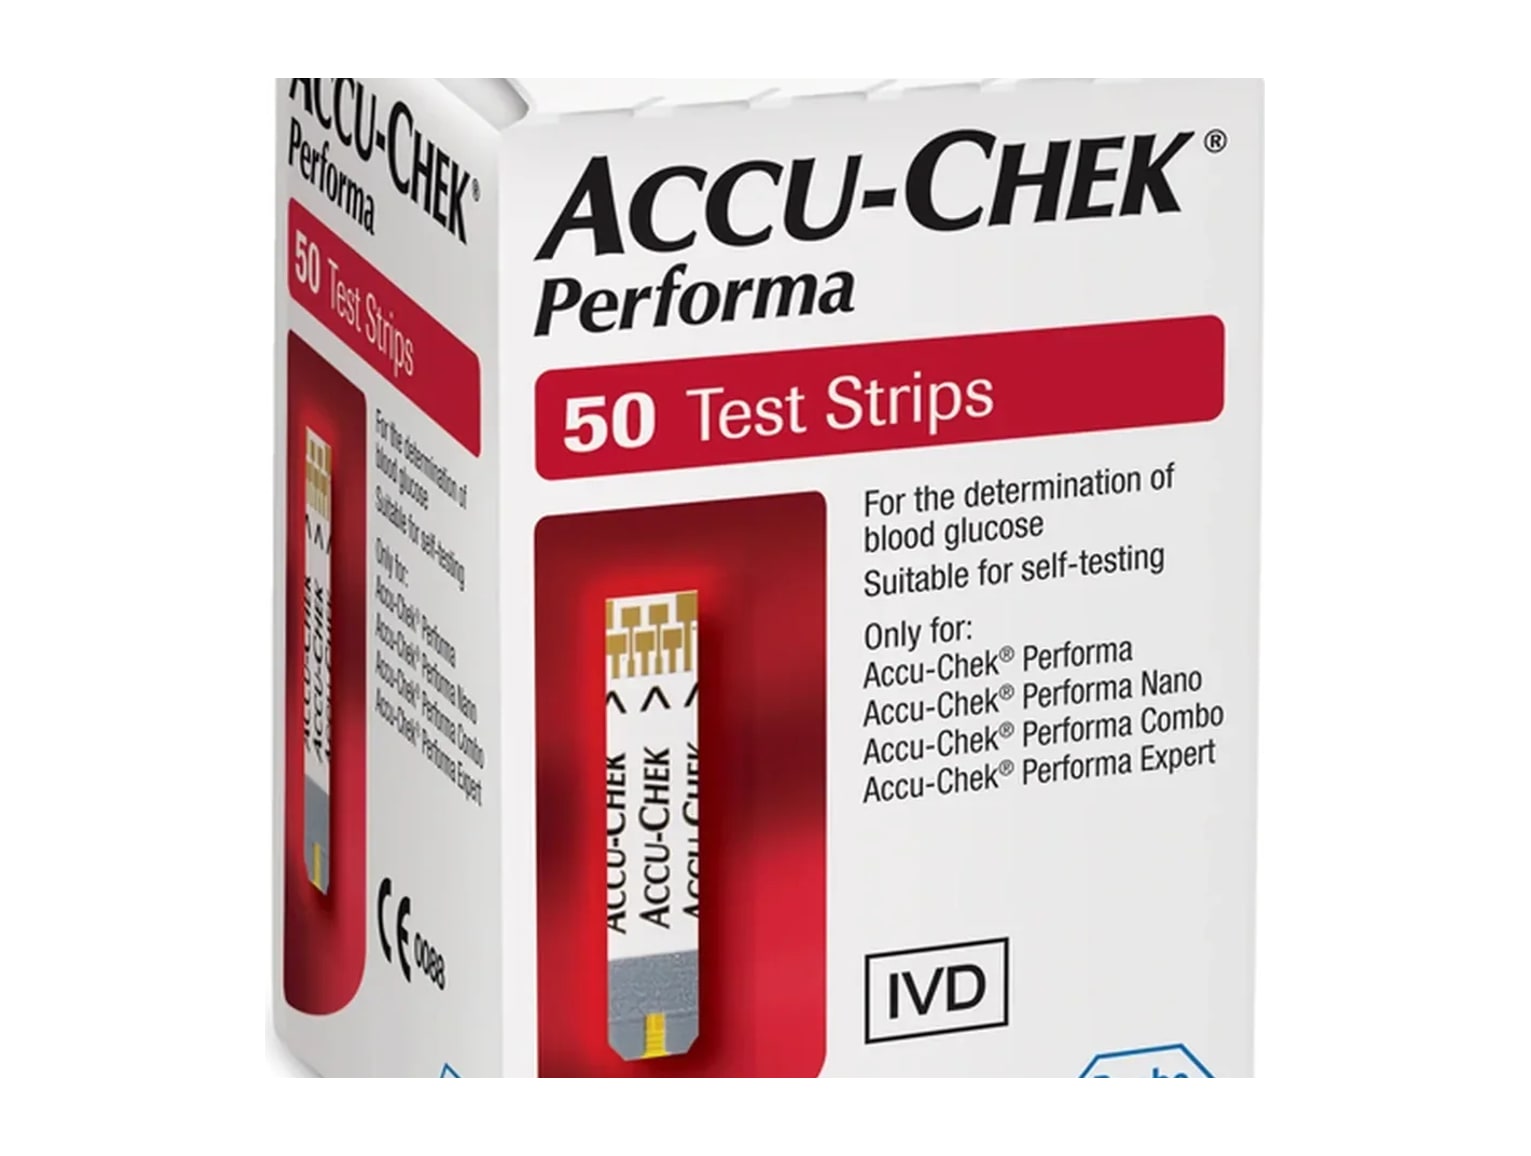 ACCU-CHEK®
Performa
50 Test Strips
For the determination of
blood glucose
Suitable for self-testing
Only for:
Accu-Chek® Performa
Accu-Chek® Performa Nano
Accu-Chek® Performa Combo
Accu-Chek® Performa Expert
CE 0088
ACCU-CHEK®
Performa
50 Test Strips
For the determination of
blood glucose
Suitable for self-testing
Only for:
Accu-Chek® Performa
Accu-Chek® Performa Nano
Accu-Chek® Performa Combo
Accu-Chek® Performa Expert
ACCU-CHEK
ACCU-CHEK
ACCU-CHEK
IVD